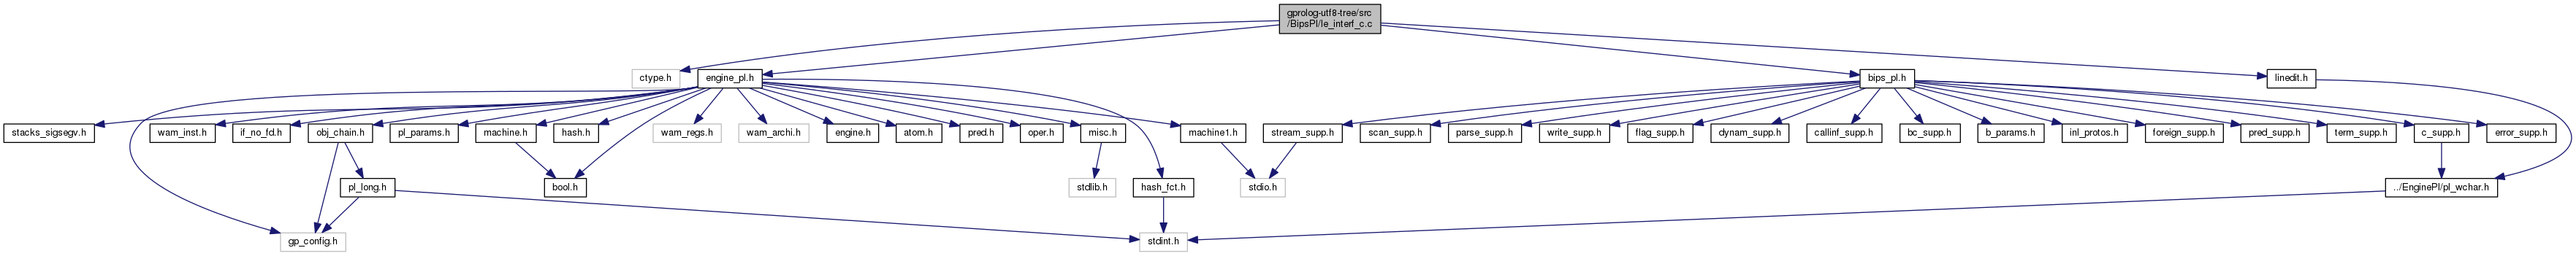 gprolog-utf8-tree/src
/BipsPl/le_interf_c.c
ctype.h
engine_pl.h
bips_pl.h
linedit.h
stacks_sigsegv.h
wam_inst.h
if_no_fd.h
obj_chain.h
pl_params.h
machine.h
hash.h
wam_regs.h
wam_archi.h
engine.h
atom.h
pred.h
oper.h
misc.h
machine1.h
stream_supp.h
scan_supp.h
parse_supp.h
write_supp.h
flag_supp.h
dynam_supp.h
callinf_supp.h
bc_supp.h
b_params.h
inl_protos.h
foreign_supp.h
pred_supp.h
term_supp.h
c_supp.h
error_supp.h
pl_long.h
bool.h
stdlib.h
hash_fct.h
stdio.h
../EnginePl/pl_wchar.h
gp_config.h
stdint.h